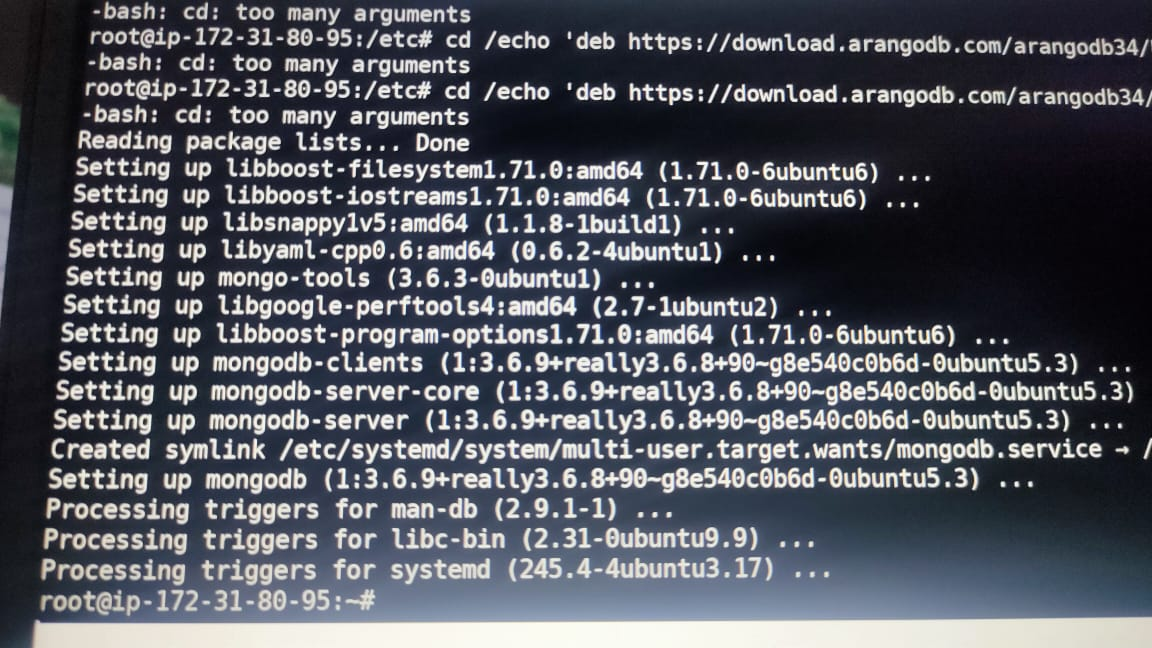 -bash: cd: too many arguments
root@ip-172-31-80-95:/etc# cd /echo 'deb https://download.arangodb.com/arangodb34/
-bash: cd: too many arguments
root@ip-172-31-80-95:/etc# cd /echo 'deb https://download.arangodb.com/arangodb34/
-bash: cd: too many arguments
Reading package lists... Done
Setting up libboost-filesystem1.71.0:amd64 (1.71.0-6ubuntu6) ...
Setting up libboost-iostreams1.71.0:amd64 (1.71.0-6ubuntu6) ...
Setting up libsnappy1v5:amd64 (1.1.8-1build1) ...
Setting up libyaml-cpp0.6:amd64 (0.6.2-4ubuntu1) ...
Setting up mongo-tools (3.6.3-0ubuntu1) ...
Setting up libgoogle-perftools4:amd64 (2.7-1ubuntu2) ...
Setting up libboost-program-options1.71.0:amd64 (1.71.0-6ubuntu6) ...
Setting up mongodb-clients (1:3.6.9+really3.6.8+90~g8e540c0b6d-0ubuntu5.3) ...
Setting up mongodb-server-core (1:3.6.9+really3.6.8+90~g8e540c0b6d-0ubuntu5.3)
Setting up mongodb-server (1:3.6.9+really3.6.8+90~g8e540c0b6d-0ubuntu5.3) ...
Created symlink /etc/systemd/system/multi-user.target.wants/mongodb.service → /
Setting up mongodb (1:3.6.9+really3.6.8+90~g8e540c0b6d-0ubuntu5.3) ...
Processing triggers for man-db (2.9.1-1) ...
Processing triggers for libc-bin (2.31-0ubuntu9.9) ...
Processing triggers for systemd (245.4-4ubuntu3.17) ...
root@ip-172-31-80-95:~#